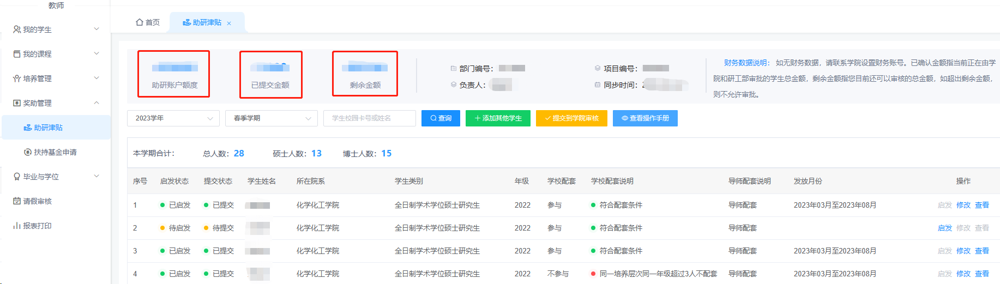 教师
我的学生
我的课程
培养管理
奖助管理
助研津贴
扶持基金申请
毕业与学位
请假审核
报表打印
首页 助研津贴 ×
助研账户额度
已提交金额
剩余金额
部门编号：
负责人：
项目编号：
同步时间：
财务数据说明： 如无财务数据，请联系学院设置财务账号。已确认金额指当前正在由学
院和研工部审批的学生总金额，剩余金额指您目前还可以审核的总金额，如超出剩余金额，
则不允许审批。
2023学年 春季学期 学生校园卡号或姓名 查询 添加其他学生 提交到学院审核 查看操作手册
本学期合计： 总人数：28 硕士人数：13 博士人数：15
序号 启发状态 提交状态 学生姓名 所在院系 学生类别 年级 学校配套 学校配套说明 导师配套说明 发放月份 操作
1 已启发 已提交 化学化工学院 全日制学术学位硕士研究生 2022 参与 符合配套条件 导师配套 2023年03月至2023年08月 启发 修改 查看
2 待启发 待提交 化学化工学院 全日制学术学位硕士研究生 2022 参与 符合配套条件 导师配套 启发 修改 查看
3 已启发 已提交 化学化工学院 全日制学术学位硕士研究生 2022 参与 符合配套条件 导师配套 2023年03月至2023年08月 启发 修改 查看
4 已启发 已提交 化学化工学院 全日制学术学位硕士研究生 2022 不参与 同一培养层次同一年级超过3人不配套 导师配套 2023年03月至2023年08月 启发 修改 查看